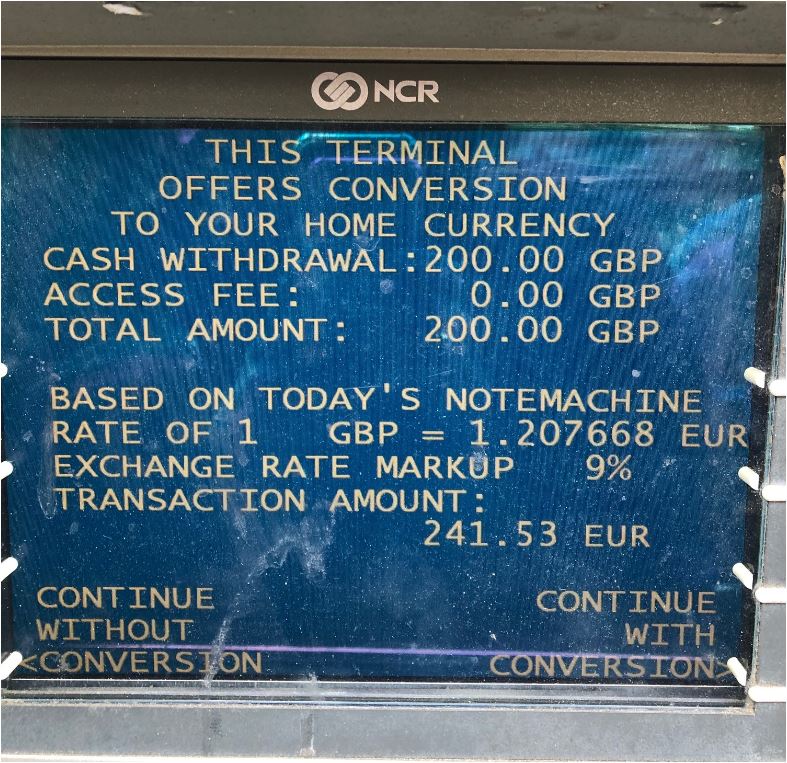 NCR
THIS TERMINAL
OFFERS CONVERSION
TO YOUR HOME CURRENCY
CASH WITHDRAWAL:200.00 GBP
ACCESS FEE: 0.00 GBP
TOTAL AMOUNT: 200.00 GBP
BASED ON TODAY'S NOTEMACHINE
RATE OF 1 GBP = 1.207668 EUR
EXCHANGE RATE MARKUP 9%
TRANSACTION AMOUNT:
241.53 EUR
CONTINUE WITHOUT <CONVERSION
CONTINUE WITH CONVERSION>